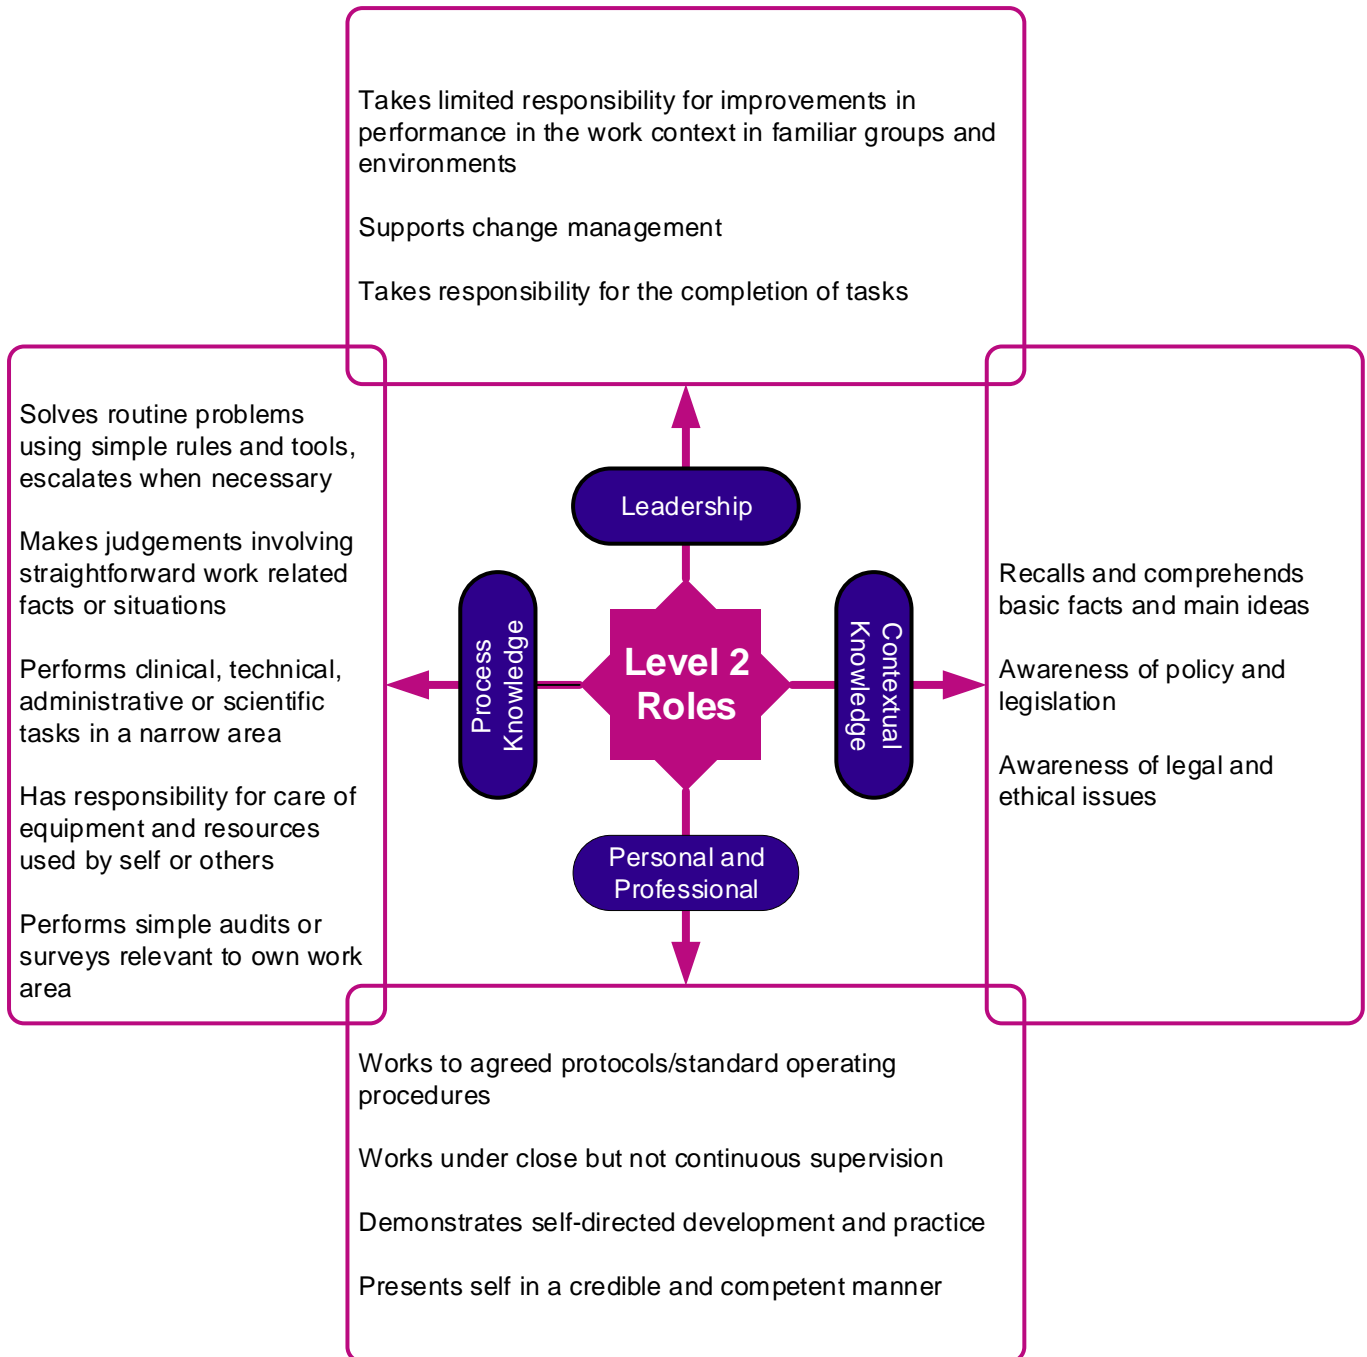 Takes limited responsibility for improvements in
performance in the work context in familiar groups and
environments
Supports change management
Takes responsibility for the completion of tasks
Solves routine problems
using simple rules and tools,
escalates when necessary
Makes judgements involving
straightforward work related
facts or situations
Performs clinical, technical,
administrative or scientific
tasks in a narrow area
Has responsibility for care of
equipment and resources
used by self or others
Performs simple audits or
surveys relevant to own work
area
Leadership
Process
Knowledge
Level 2
Roles
Contextual
Knowledge
Personal and
Professional
Recalls and comprehends
basic facts and main ideas
Awareness of policy and
legislation
Awareness of legal and
ethical issues
Works to agreed protocols/standard operating
procedures
Works under close but not continuous supervision
Demonstrates self-directed development and practice
Presents self in a credible and competent manner